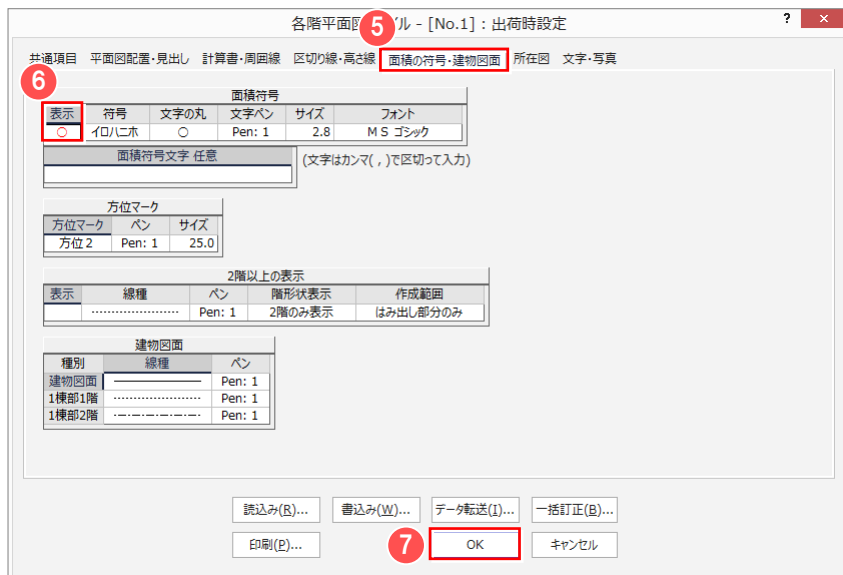 各階平面図 イル - [No.1] : 出荷時設定 ? ×
5
共通項目 平面図配置・見出し 計算書・周囲線 区切り線・高さ線 面積の符号・建物図面 所在図 文字・写真
6
面積符号
表示 符号 文字の丸 文字ペン サイズ フォント
○ イロハニホ ○ Pen: 1 2.8 MS ゴシック
面積符号文字 任意
(文字はカンマ( , )で区切って入力)
方位マーク
方位マーク ペン サイズ
方位2 Pen: 1 25.0
2階以上の表示
表示 線種 ペン 階形状表示 作成範囲
Pen: 1 2階のみ表示 はみ出し部分のみ
建物図面
種別 線種 ペン
建物図面 Pen: 1
1棟部1階 Pen: 1
1棟部2階 Pen: 1
読込み(R)... 書込み(W)... データ転送(I)... 一括訂正(B)...
印刷(P)... 7 OK キャンセル